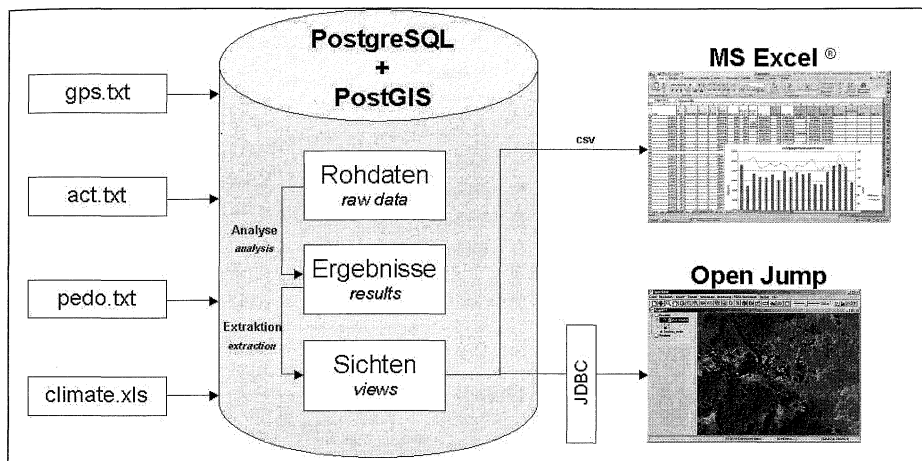 PostgreSQL
+
PostGIS
gps.txt
act.txt
pedo.txt
climate.xls
Rohdaten
raw data
Analyse
analysis
Ergebnisse
results
Extraktion
extraction
Sichten
views
csv
JDBC
MS Excel ®
Open Jump